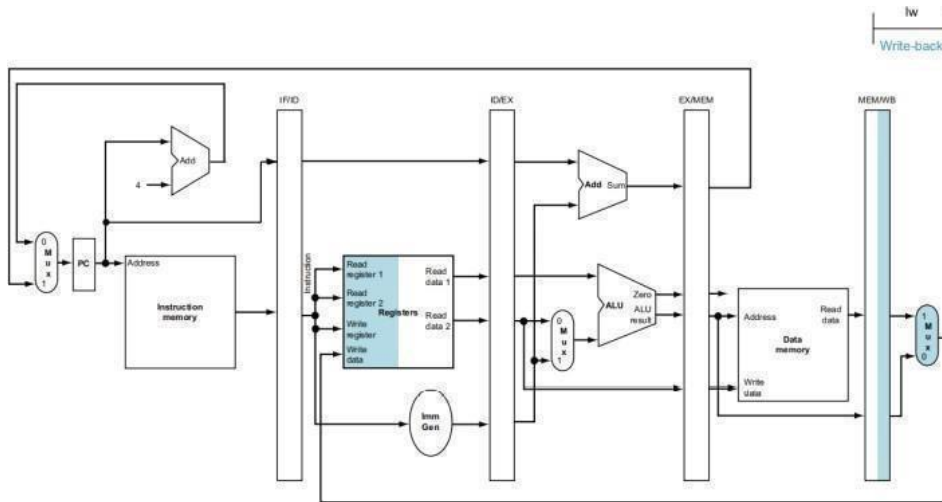 lw
Write-back
IF/ID
ID/EX
EX/MEM
MEM/WB
Add
4
Add Sum
0
M
u
x
1
PC
Address
Instruction
memory
Instruction
Read
register 1
Read
register 2
Write
register
Write
data
Registers
Read
data 1
Read
data 2
Imm
Gen
0
M
u
x
1
ALU
Zero
ALU
result
Address
Write
data
Data
memory
Read
data
1
M
u
x
0